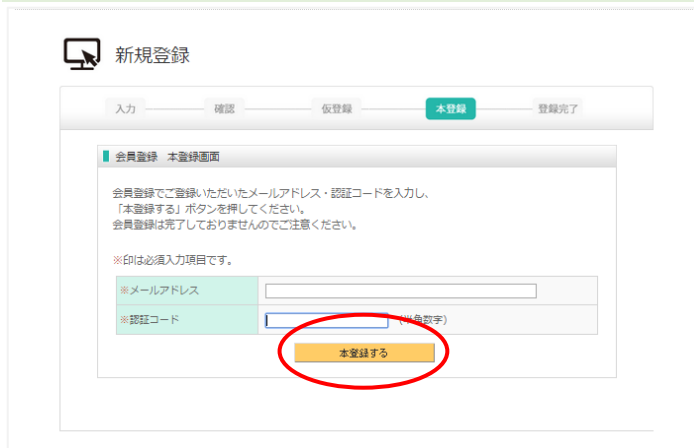 新規登録
入力 確認 仮登録 本登録 登録完了
会員登録 本登録画面
会員登録でご登録いただいたメールアドレス・認証コードを入力し、
「本登録する」ボタンを押してください。
会員登録は完了しておりませんのでご注意ください。
※印は必須入力項目です。
※メールアドレス
※認証コード (半角数字)
本登録する